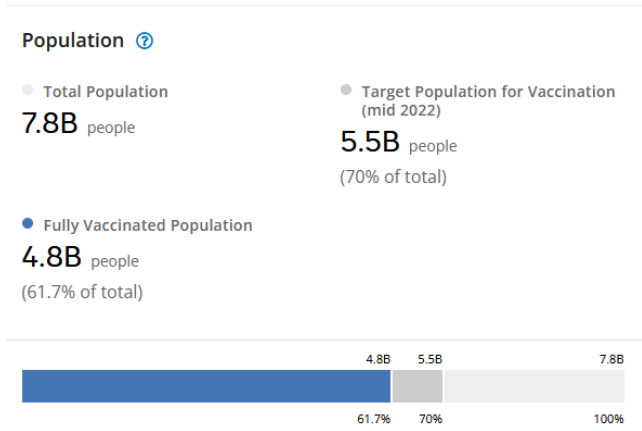 Population ?
Total Population
7.8B people
Target Population for Vaccination
(mid 2022)
5.5B people
(70% of total)
Fully Vaccinated Population
4.8B people
(61.7% of total)
4.8B 5.5B 7.8B
61.7% 70% 100%